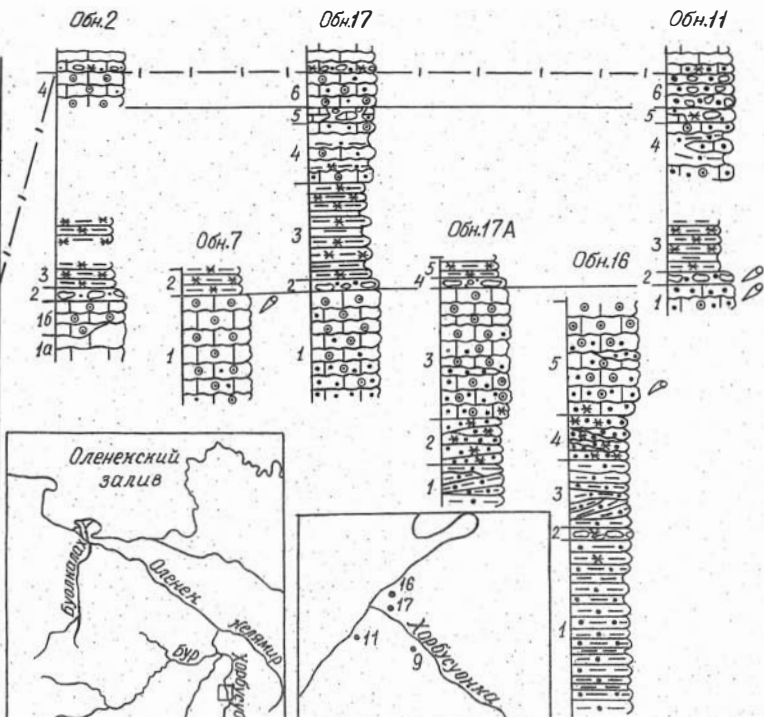 Обн.2
Обн.17
Обн.11
4
3
2
1б
1а
Обн.7
2
1
6
5
4
3
2
1
Обн.17А
5
4
3
2
1
Обн.16
5
4
3
2
1
6
5
4
3
2
1
Оленекский
залив
Буолкалах
Оленек
Келямир
Бур
16
17
11
9
Хорбусуонка